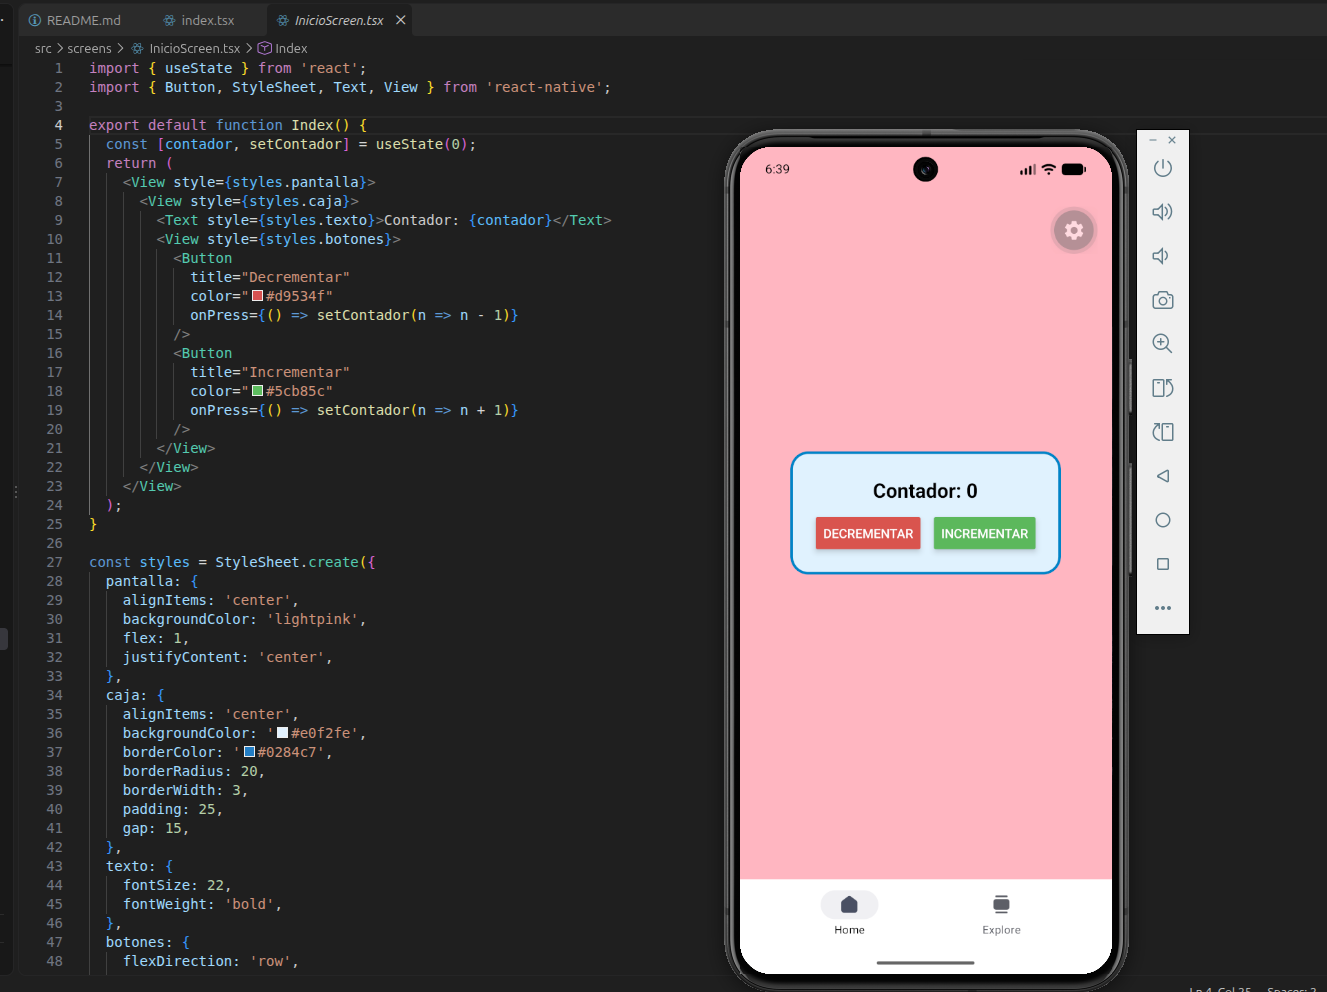 README.md index.tsx InicioScreen.tsx
src > screens > InicioScreen.tsx > Index
1 import { useState } from 'react';
2 import { Button, StyleSheet, Text, View } from 'react-native';
3
4 export default function Index() {
5 const [contador, setContador] = useState(0);
6 return (
7 <View style={styles.pantalla}>
8 <View style={styles.caja}>
9 <Text style={styles.texto}>Contador: {contador}</Text>
10 <View style={styles.botones}>
11 <Button
12 title="Decrementar"
13 color="#d9534f"
14 onPress={() => setContador(n => n - 1)}
15 />
16 <Button
17 title="Incrementar"
18 color="#5cb85c"
19 onPress={() => setContador(n => n + 1)}
20 />
21 </View>
22 </View>
23 </View>
24 );
25 }
26
27 const styles = StyleSheet.create({
28 pantalla: {
29 alignItems: 'center',
30 backgroundColor: 'lightpink',
31 flex: 1,
32 justifyContent: 'center',
33 },
34 caja: {
35 alignItems: 'center',
36 backgroundColor: '#e0f2fe',
37 borderColor: '#0284c7',
38 borderRadius: 20,
39 borderWidth: 3,
40 padding: 25,
41 gap: 15,
42 },
43 texto: {
44 fontSize: 22,
45 fontWeight: 'bold',
46 },
47 botones: {
48 flexDirection: 'row',
6:39
Contador: 0
DECREMENTAR INCREMENTAR
Home Explore
Ln 4, Col 25 Spaces: 2